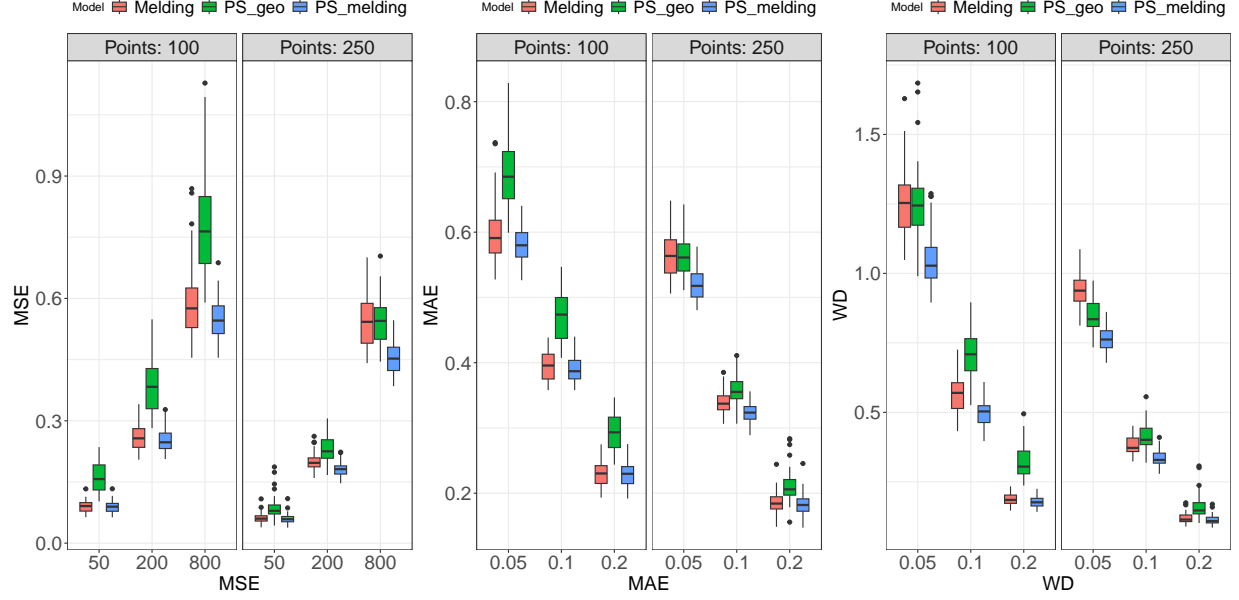 Model Melding PS_geo PS_melding
Points: 100
Points: 250
MSE
0.9
0.6
0.3
0.0
50 200 800
50 200 800
MSE
Model Melding PS_geo PS_melding
Points: 100
Points: 250
MAE
0.8
0.6
0.4
0.2
0.05 0.1 0.2
0.05 0.1 0.2
MAE
Model Melding PS_geo PS_melding
Points: 100
Points: 250
WD
1.5
1.0
0.5
0.05 0.1 0.2
0.05 0.1 0.2
WD